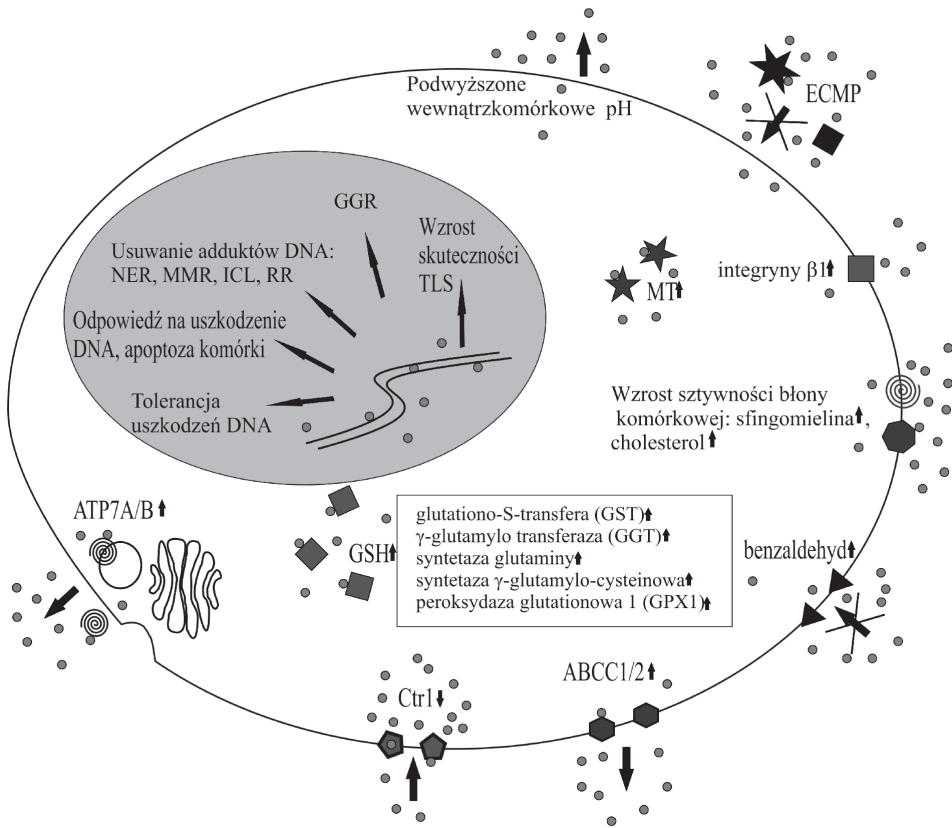 Podwyższone
wewnątrzkomórkowe pH
ECMP
GGR
Wzrost
skuteczności
TLS
Usuwanie adduktów DNA:
NER, MMR, ICL, RR
Odpowiedź na uszkodzenie
DNA, apoptoza komórki
Tolerancja
uszkodzeń DNA
MT
integryny β1
Wzrost sztywności błony
komórkowej: sfingomielina,
cholesterol
ATP7A/B
GSH
glutationo-S-transfera (GST)
γ-glutamylo transferaza (GGT)
syntetaza glutaminy
syntetaza γ-glutamylo-cysteinowa
peroksydaza glutationowa 1 (GPX1)
benzaldehyd
Ctr1
ABCC1/2